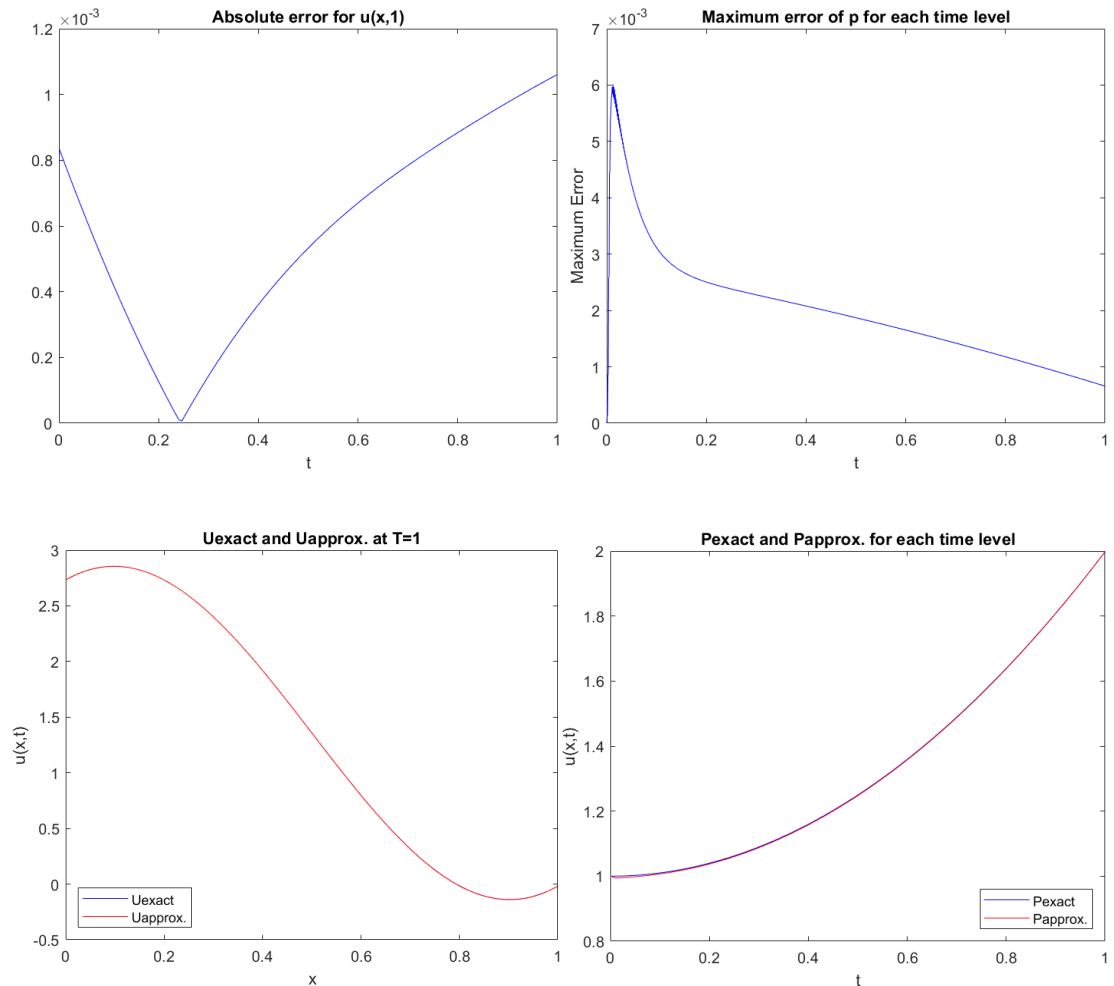 Absolute error for u(x,1)
×10⁻³
1.2
1
0.8
0.6
0.4
0.2
0
0 0.2 0.4 0.6 0.8 1
t
Maximum error of p for each time level
×10⁻³
7
6
5
4
3
2
1
0
Maximum Error
0 0.2 0.4 0.6 0.8 1
t
Uexact and Uapprox. at T=1
3
2.5
2
1.5
1
0.5
0
-0.5
u(x,t)
Uexact
Uapprox.
0 0.2 0.4 0.6 0.8 1
x
Pexact and Papprox. for each time level
2
1.8
1.6
1.4
1.2
1
0.8
u(x,t)
Pexact
Papprox.
0 0.2 0.4 0.6 0.8 1
t